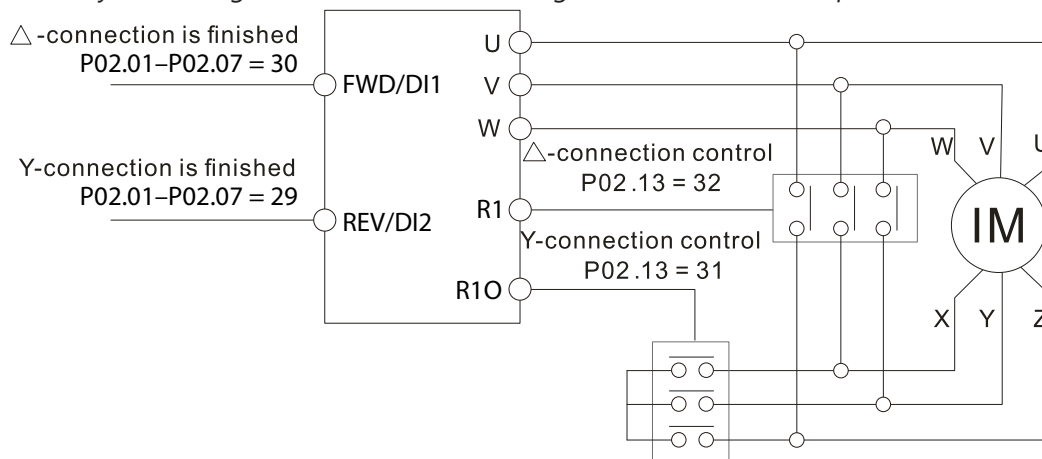 △-connection is finished
P02.01–P02.07 = 30
FWD/DI1
Y-connection is finished
P02.01–P02.07 = 29
REV/DI2
U
V
W
R1
R1O
△-connection control
P02.13 = 32
Y-connection control
P02.13 = 31
W V U
IM
X Y Z